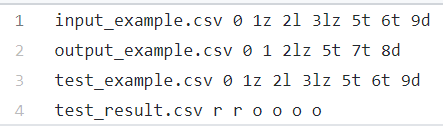 1 input_example.csv 0 1z 2l 3lz 5t 6t 9d
2 output_example.csv 0 1 2lz 5t 7t 8d
3 test_example.csv 0 1z 2l 3lz 5t 6t 9d
4 test_result.csv r r o o o o